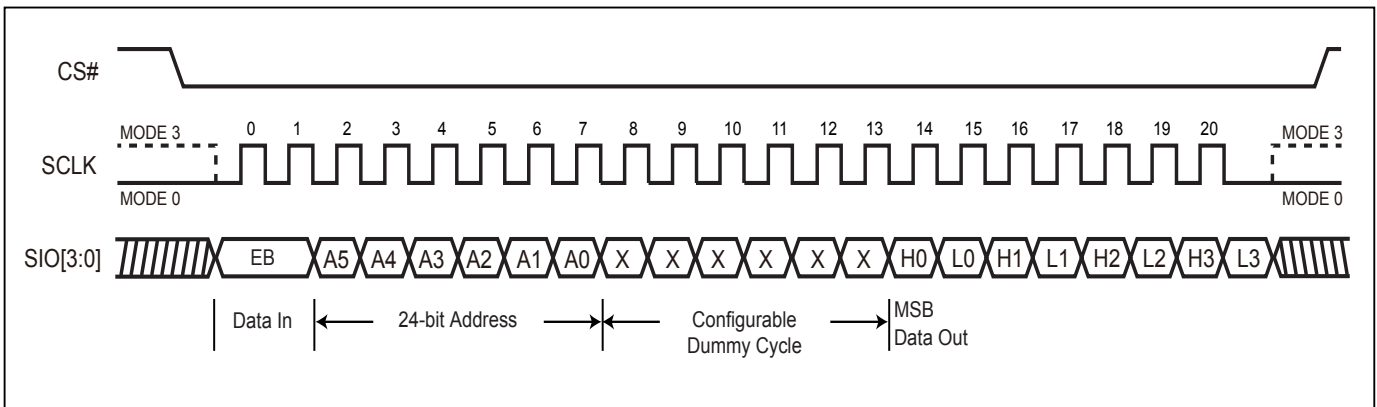 CS#
MODE 3 0 1 2 3 4 5 6 7 8 9 10 11 12 13 14 15 16 17 18 19 20 MODE 3
SCLK
MODE 0 MODE 0
SIO[3:0] EB A5 A4 A3 A2 A1 A0 X X X X X X H0 L0 H1 L1 H2 L2 H3 L3
Data In 24-bit Address Configurable MSB
Dummy Cycle Data Out